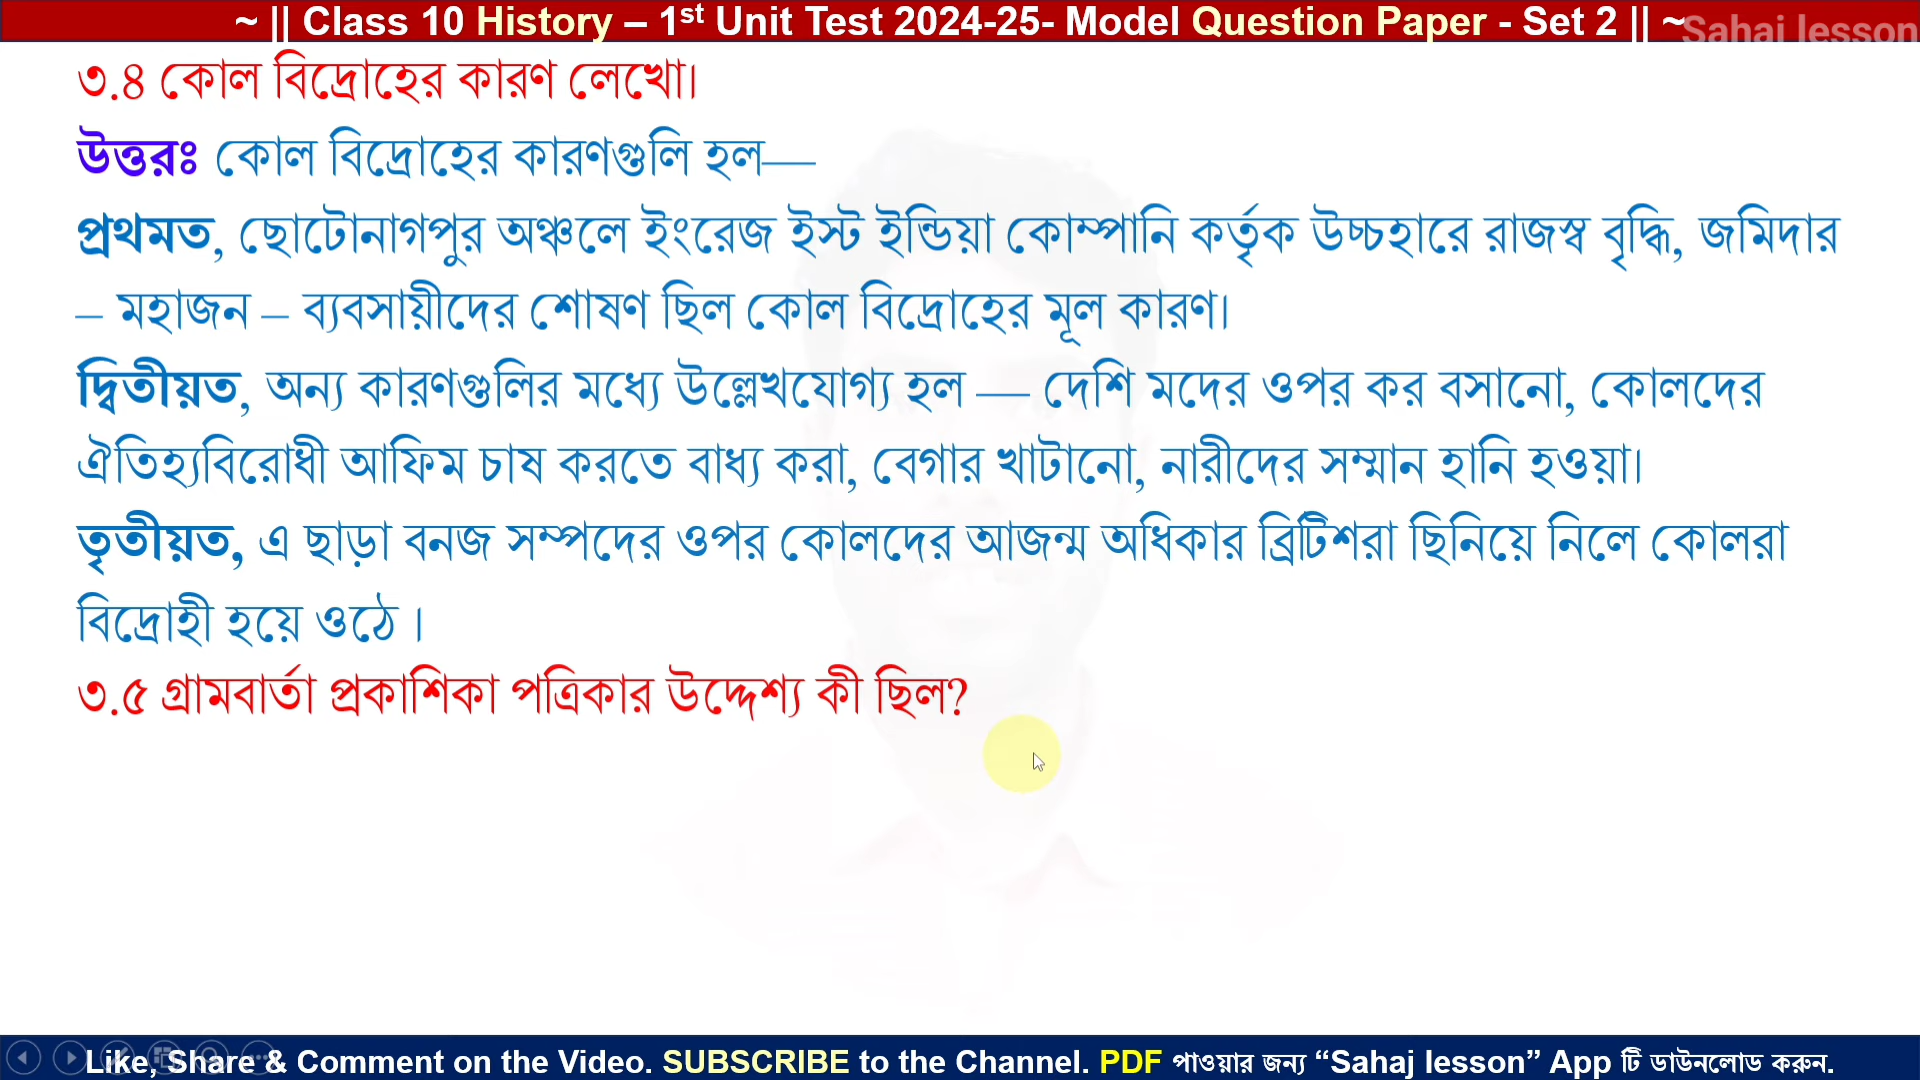 ~ || Class 10 History – 1st Unit Test 2024-25- Model Question Paper - Set 2 || ~
Sahaj lesson
৩.৪ কোল বিদ্রোহের কারণ লেখো।
উত্তরঃ কোল বিদ্রোহের কারণগুলি হল—
প্রথমত, ছোটোনাগপুর অঞ্চলে ইংরেজ ইস্ট ইন্ডিয়া কোম্পানি কর্তৃক উচ্চহারে রাজস্ব বৃদ্ধি, জমিদার
– মহাজন – ব্যবসায়ীদের শোষণ ছিল কোল বিদ্রোহের মূল কারণ।
দ্বিতীয়ত, অন্য কারণগুলির মধ্যে উল্লেখযোগ্য হল — দেশি মদের ওপর কর বসানো, কোলদের
ঐতিহ্যবিরোধী আফিম চাষ করতে বাধ্য করা, বেগার খাটানো, নারীদের সম্মান হানি হওয়া।
তৃতীয়ত, এ ছাড়া বনজ সম্পদের ওপর কোলদের আজন্ম অধিকার ব্রিটিশরা ছিনিয়ে নিলে কোলরা
বিদ্রোহী হয়ে ওঠে ।
৩.৫ গ্রামবার্তা প্রকাশিকা পত্রিকার উদ্দেশ্য কী ছিল?
Like, Share & Comment on the Video. SUBSCRIBE to the Channel. PDF পাওয়ার জন্য “Sahaj lesson” App টি ডাউনলোড করুন.